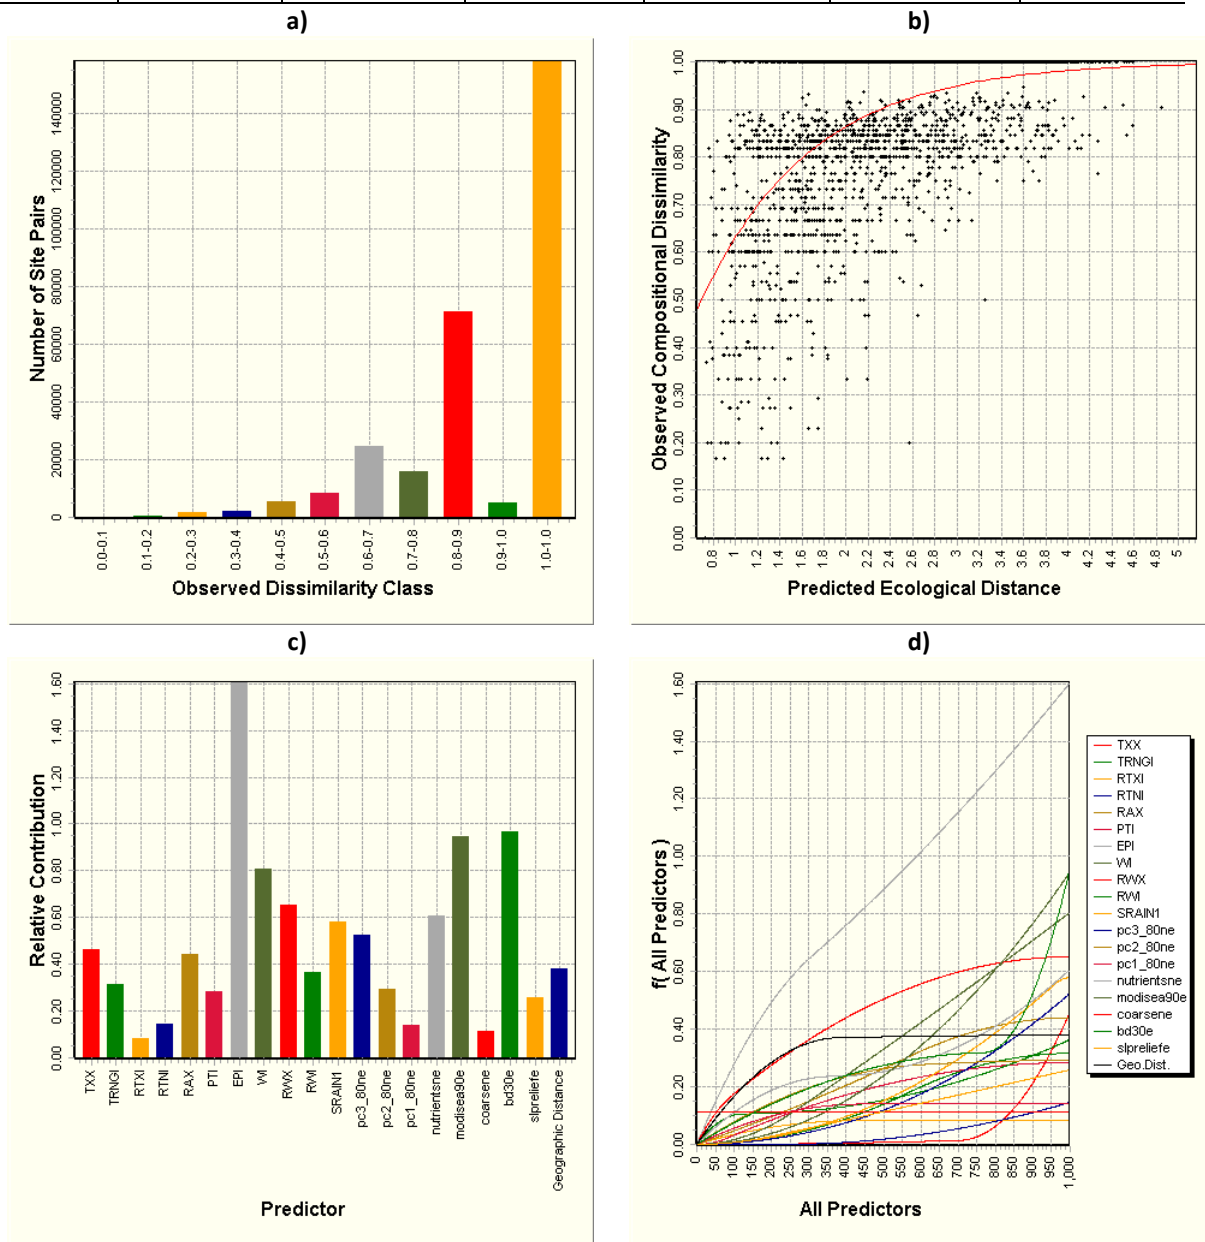 a)
b)
Number of Site Pairs
140000
120000
100000
80000
60000
40000
20000
0
0.0-0.1
0.1-0.2
0.2-0.3
0.3-0.4
0.4-0.5
0.5-0.6
0.6-0.7
0.7-0.8
0.8-0.9
0.9-1.0
1.0-1.0
Observed Dissimilarity Class
Observed Compositional Dissimilarity
1.00
0.90
0.80
0.70
0.60
0.50
0.40
0.30
0.20
0.10
0.00
0.8
1
1.2
1.4
1.6
1.8
2
2.2
2.4
2.6
2.8
3
3.2
3.4
3.6
3.8
4
4.2
4.4
4.6
4.8
5
Predicted Ecological Distance
c)
d)
Relative Contribution
1.60
1.40
1.20
1.00
0.80
0.60
0.40
0.20
0.00
TXX
TRNGI
RTXI
RTNI
RAX
PTI
EPI
WI
RWX
RWI
SRAIN1
pc3_80ne
pc2_80ne
pc1_80ne
nutrientsne
modisea90e
coarsene
bd30e
slpreliefe
Geographic Distance
Predictor
f( All Predictors )
1.60
1.40
1.20
1.00
0.80
0.60
0.40
0.20
0.00
0
50
100
150
200
250
300
350
400
450
500
550
600
650
700
750
800
850
900
950
1,000
All Predictors
TXX
TRNGI
RTXI
RTNI
RAX
PTI
EPI
WI
RWX
RWI
SRAIN1
pc3_80ne
pc2_80ne
pc1_80ne
nutrientsne
modisea90e
coarsene
bd30e
slpreliefe
Geo.Dist.